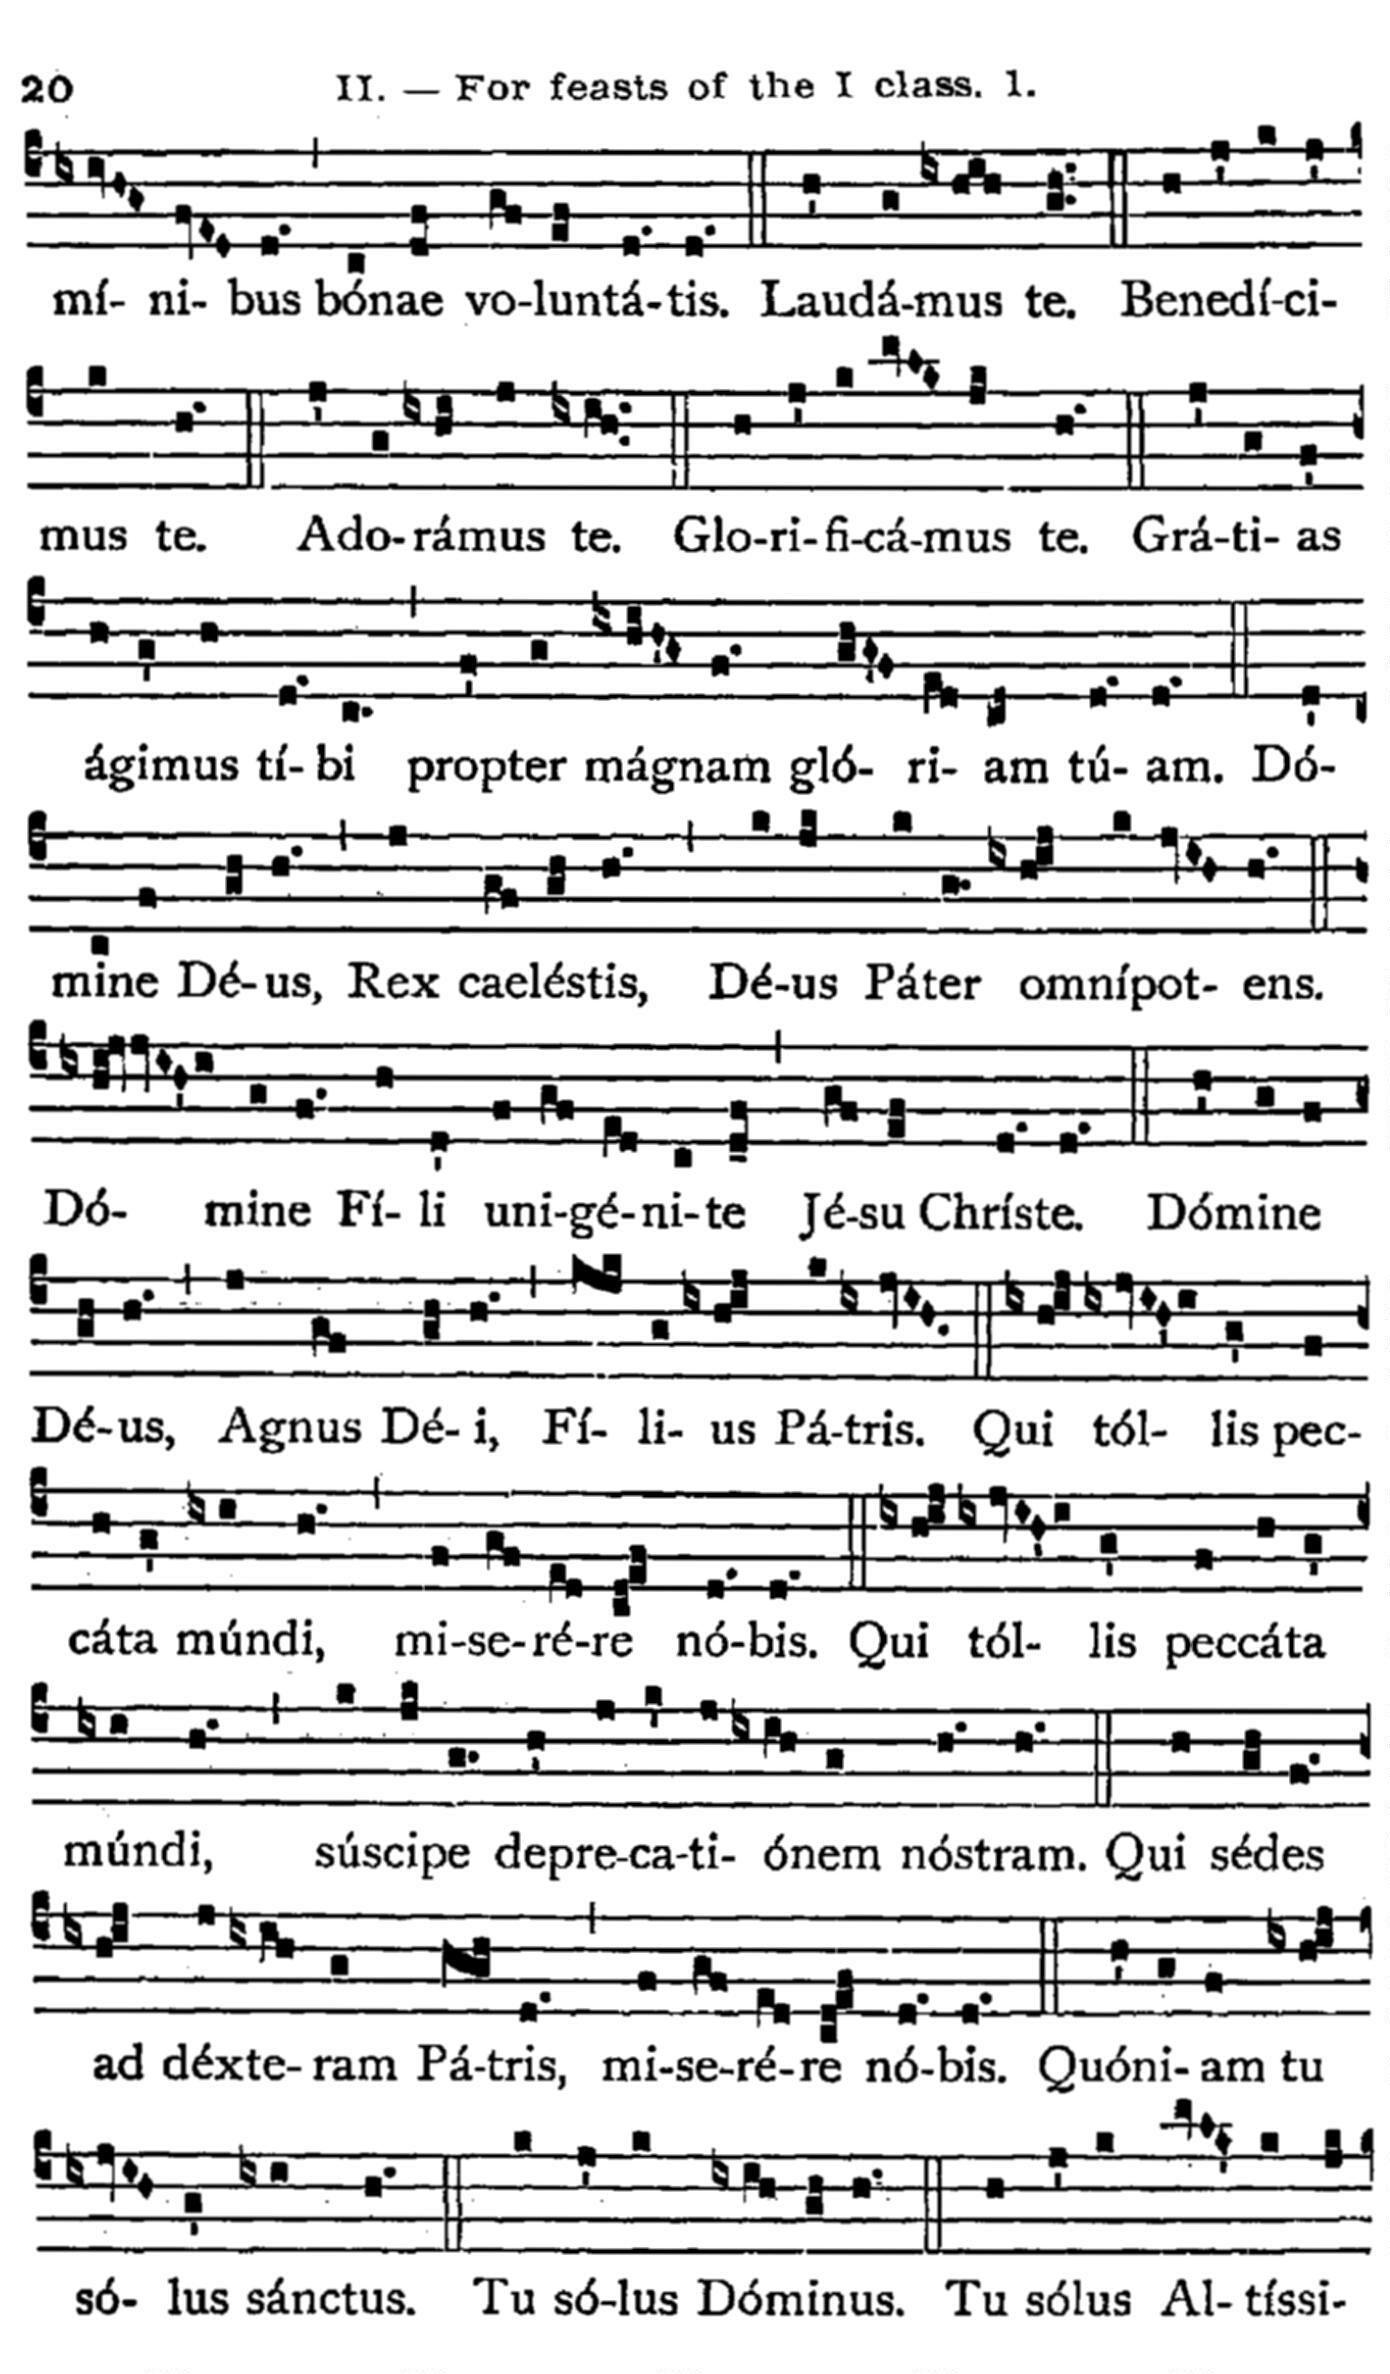 20 II. — For feasts of the I class. 1.
mí- ni- bus bónae vo-luntá-tis. Laudá-mus te. Benedí-ci-
mus te. Ado-rámus te. Glo-ri-fi-cá-mus te. Grá-ti- as
ágimus tí- bi propter mágnam gló- ri- am tú- am. Dó-
mine Dé-us, Rex caeléstis, Dé-us Páter omnípot- ens.
Dó- mine Fí- li uni-gé-ni-te Jé-su Chríste. Dómine
Dé-us, Agnus Dé- i, Fí- li- us Pá-tris. Qui tól- lis pec-
cáta múndi, mi-se-ré-re nó-bis. Qui tól- lis peccáta
múndi, súscipe depre-ca-ti- ónem nóstram. Qui sédes
ad déxte- ram Pá-tris, mi-se-ré-re nó-bis. Quóni- am tu
só- lus sánctus. Tu só-lus Dóminus. Tu sólus Al- tíssi-